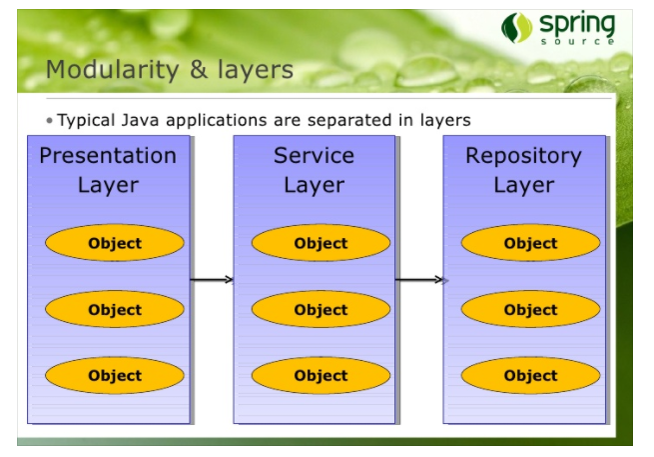 spring
source
Modularity & layers
• Typical Java applications are separated in layers
Presentation
Layer
Object
Object
Object
Service
Layer
Object
Object
Object
Repository
Layer
Object
Object
Object